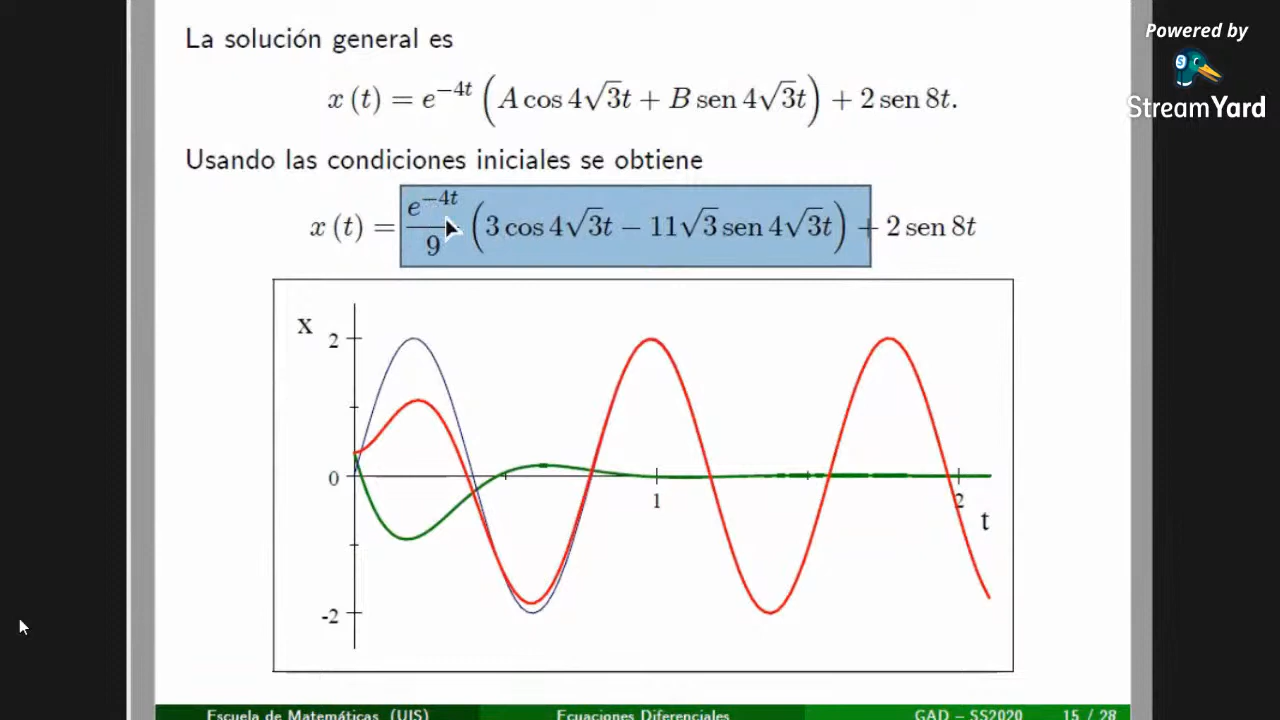 La solución general es
x (t) = e^{−4t} (A cos 4√3t + B sen 4√3t) + 2 sen 8t.
Usando las condiciones iniciales se obtiene
x (t) = e^{−4t}/9 (3 cos 4√3t − 11√3 sen 4√3t) + 2 sen 8t
x
2
0
-2
1
2
t
Escuela de Matemáticas (UIS) Ecuaciones Diferenciales GAD – SS2020 15 / 28
Powered by
StreamYard